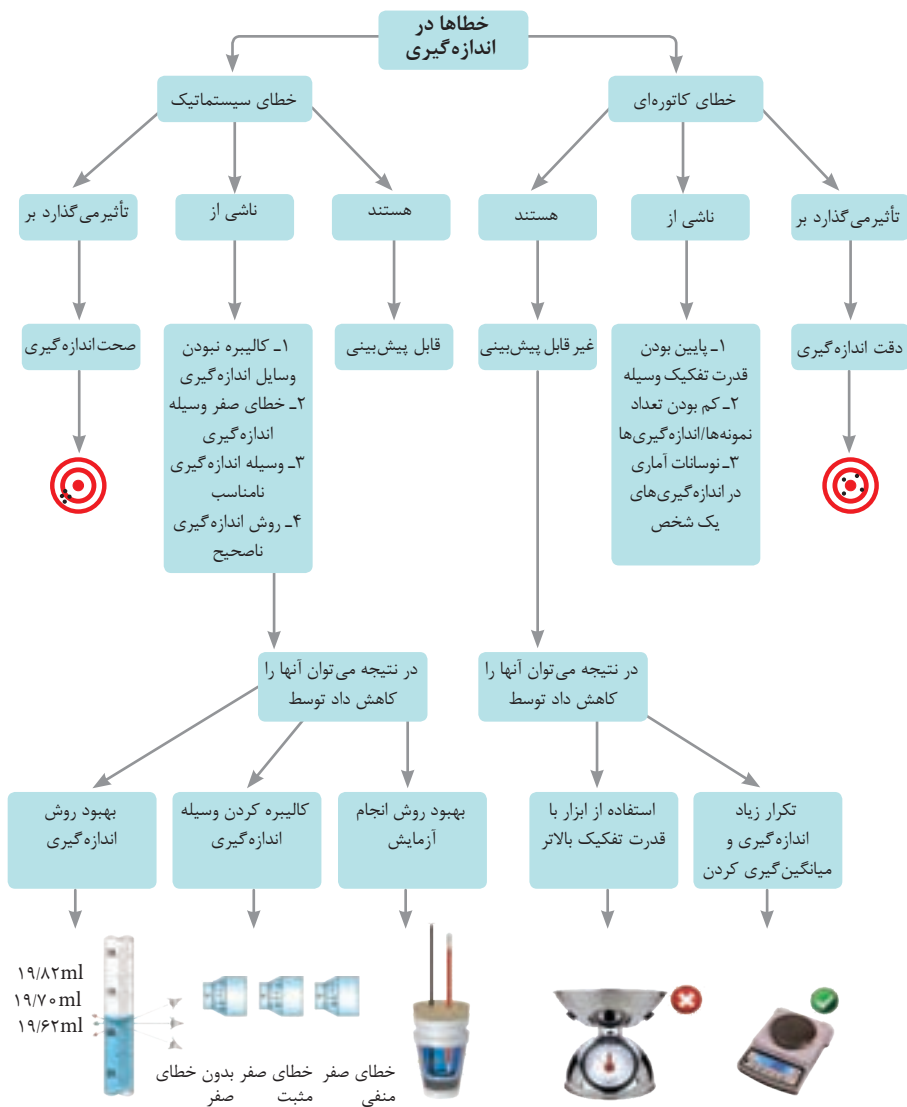 خطاها در
اندازه‌گیری
خطای کاتوره‌ای
خطای سیستماتیک
تأثیرمی‌گذارد بر
ناشی از
هستند
هستند
ناشی از
تأثیرمی‌گذارد بر
دقت اندازه‌گیری
۱ـ پایین بودن
قدرت تفکیک وسیله
۲ـ کم بودن تعداد
نمونه‌ها/اندازه‌گیری‌ها
۳ـ نوسانات آماری
در اندازه‌گیری‌های
یک شخص
غیر قابل پیش‌بینی
قابل پیش‌بینی
۱ـ کالیبره نبودن
وسایل اندازه‌گیری
۲ـ خطای صفر وسیله
اندازه‌گیری
۳ـ وسیله اندازه‌گیری
نامناسب
۴ـ روش اندازه‌گیری
ناصحیح
صحت‌اندازه‌گیری
در نتیجه می‌توان آنها را
کاهش داد توسط
در نتیجه می‌توان آنها را
کاهش داد توسط
تکرار زیاد
اندازه‌گیری و
میانگین‌گیری کردن
استفاده از ابزار با
قدرت تفکیک بالاتر
بهبود روش انجام
آزمایش
کالیبره کردن وسیله
اندازه‌گیری
بهبود روش
اندازه‌گیری
۱۹/۸۲ml
۱۹/۷۰ml
۱۹/۶۲ml
خطای صفر
منفی
خطای صفر
مثبت
بدون خطای
صفر